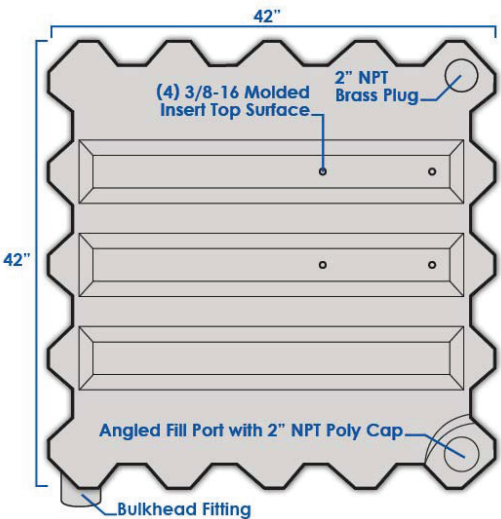 42”
2” NPT
Brass Plug
(4) 3/8-16 Molded
Insert Top Surface
42”
Angled Fill Port with 2” NPT Poly Cap
Bulkhead Fitting